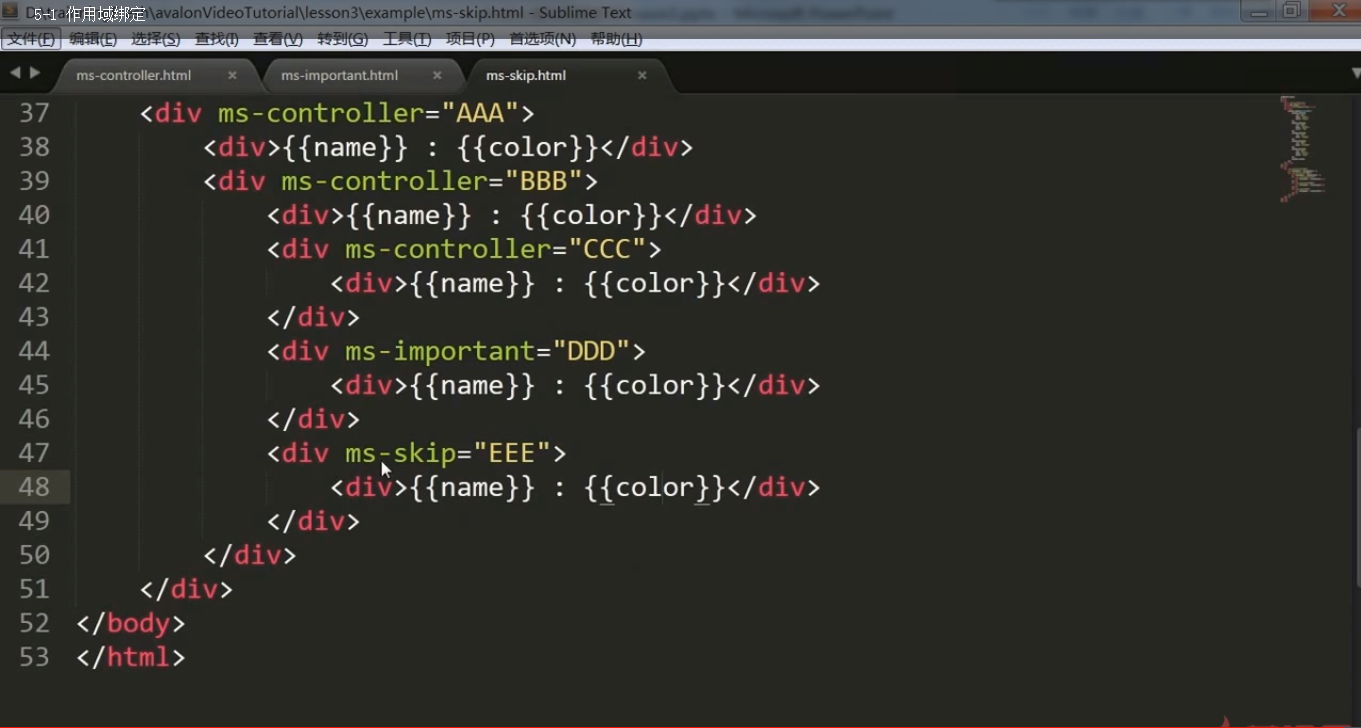 5-1 作用域绑定
\avalonVideoTutorial\lesson3\example\ms-skip.html - Sublime Text
文件(F) 编辑(E) 选择(S) 查找(I) 查看(V) 转到(G) 工具(T) 项目(P) 首选项(N) 帮助(H)
ms-controller.html × ms-important.html × ms-skip.html ×
37 <div ms-controller="AAA">
38 <div>{{name}} : {{color}}</div>
39 <div ms-controller="BBB">
40 <div>{{name}} : {{color}}</div>
41 <div ms-controller="CCC">
42 <div>{{name}} : {{color}}</div>
43 </div>
44 <div ms-important="DDD">
45 <div>{{name}} : {{color}}</div>
46 </div>
47 <div ms-skip="EEE">
48 <div>{{name}} : {{color}}</div>
49 </div>
50 </div>
51 </div>
52 </body>
53 </html>